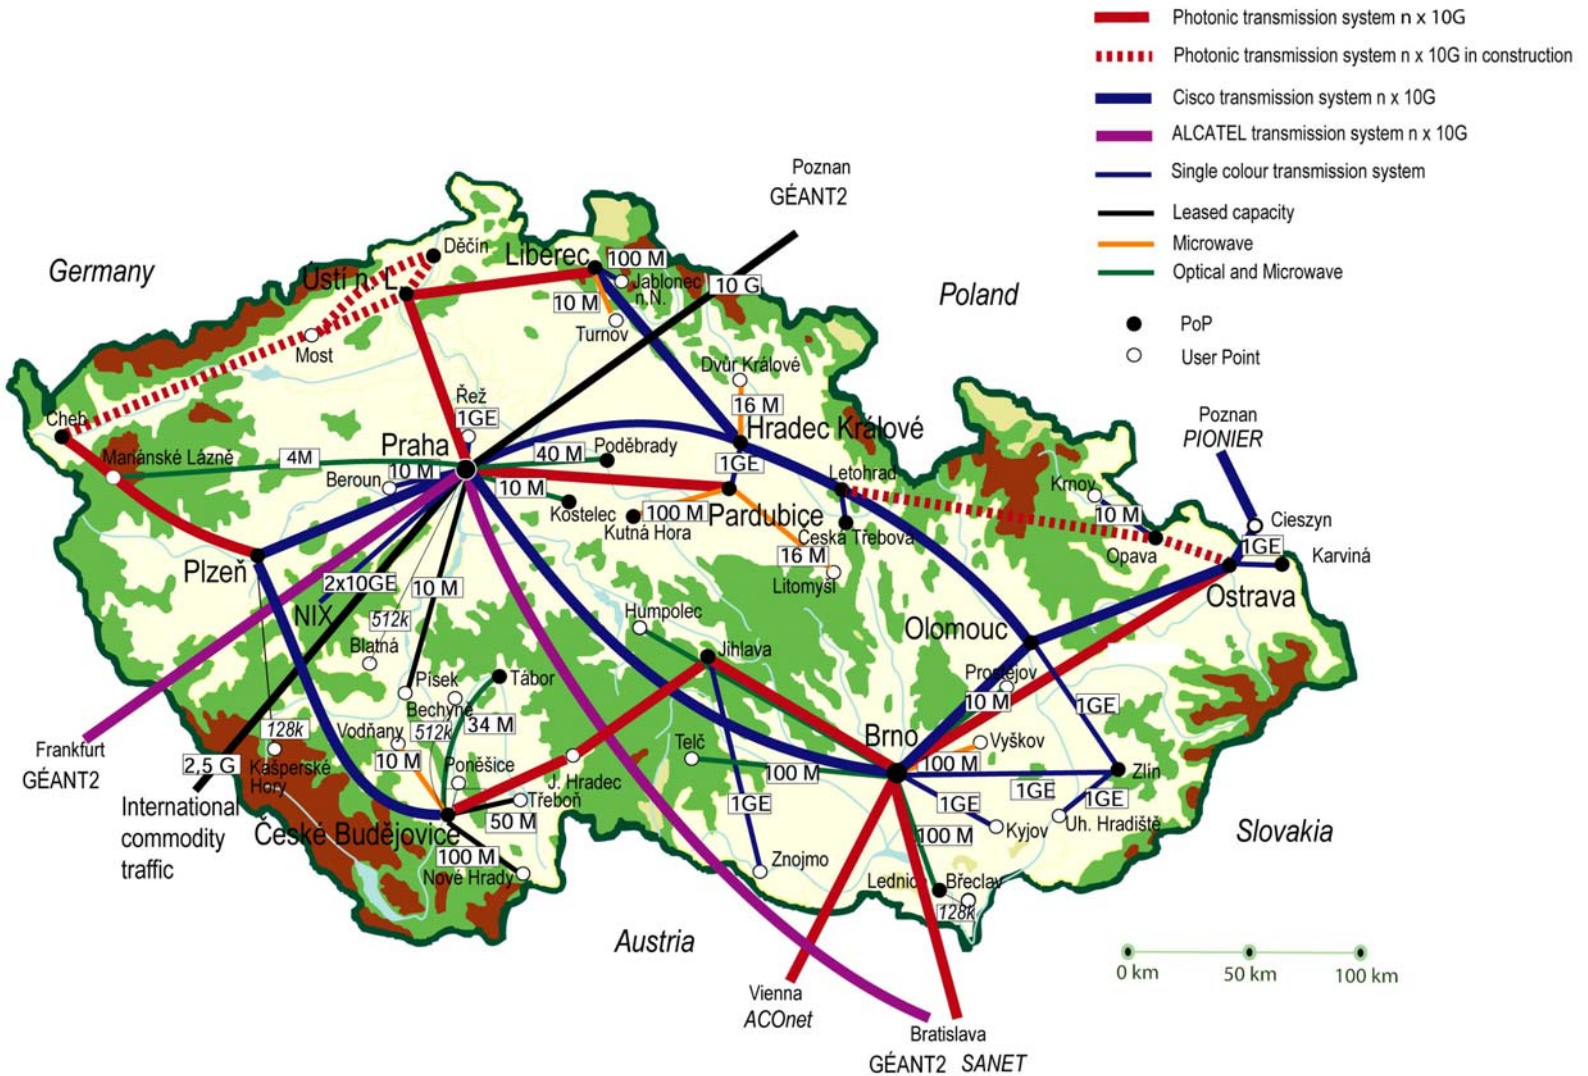 Photonic transmission system n x 10G
Photonic transmission system n x 10G in construction
Cisco transmission system n x 10G
ALCATEL transmission system n x 10G
Single colour transmission system
Leased capacity
Microwave
Optical and Microwave
PoP
User Point
Poznan
GÉANT2
Germany
Děčín
Liberec
100 M
Ústí n. L.
Jablonec
n.N.
10 G
10 M
Turnov
Poland
Most
Dvůr Králové
Řež
1GE
16 M
Poznan
PIONIER
Cheb
Praha
Hradec Králové
Mariánské Lázně
4M
10 M
40 M
Poděbrady
1GE
Letohrad
Beroun
10 M
Kostelec
100 M
Kutná Hora
Pardubice
Česká Třebová
Krnov
10 M
Cieszyn
1GE
Opava
Karviná
Plzeň
16 M
Litomyšl
2x10GE
10 M
Ostrava
NIX
512k
Humpolec
Olomouc
Blatná
Jihlava
Prostějov
Písek
Tábor
10 M
Bechyně
1GE
128k
Vodňany
512k
34 M
Telč
Brno
Vyškov
Frankfurt
GÉANT2
2,5 G
Kašperské
Hory
10 M
Poněšice
100 M
100 M
Zlín
J. Hradec
1GE
1GE
1GE
1GE
International
commodity
traffic
Třeboň
50 M
České Budějovice
Kyjov
Uh. Hradiště
100 M
Slovakia
100 M
Nové Hrady
Znojmo
Lednice
Břeclav
128k
Austria
0 km
50 km
100 km
Vienna
ACOnet
Bratislava
GÉANT2 SANET